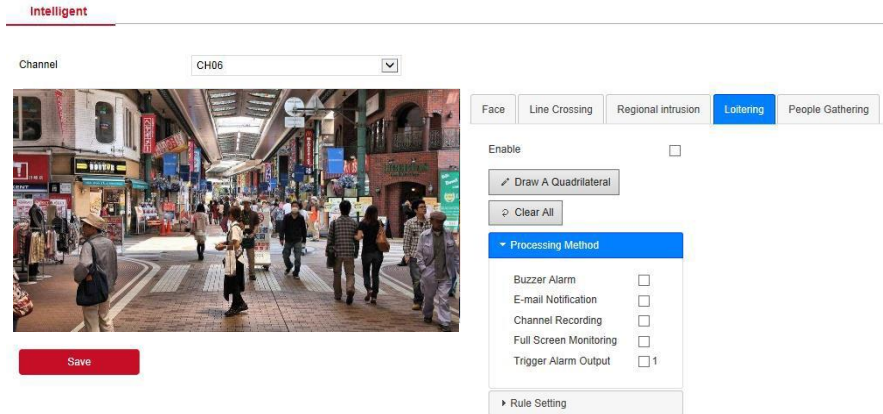 Intelligent
Channel
CH06
Face
Line Crossing
Regional intrusion
Loitering
People Gathering
Enable
Draw A Quadrilateral
Clear All
Processing Method
Buzzer Alarm
E-mail Notification
Channel Recording
Full Screen Monitoring
Trigger Alarm Output
1
Rule Setting
Save